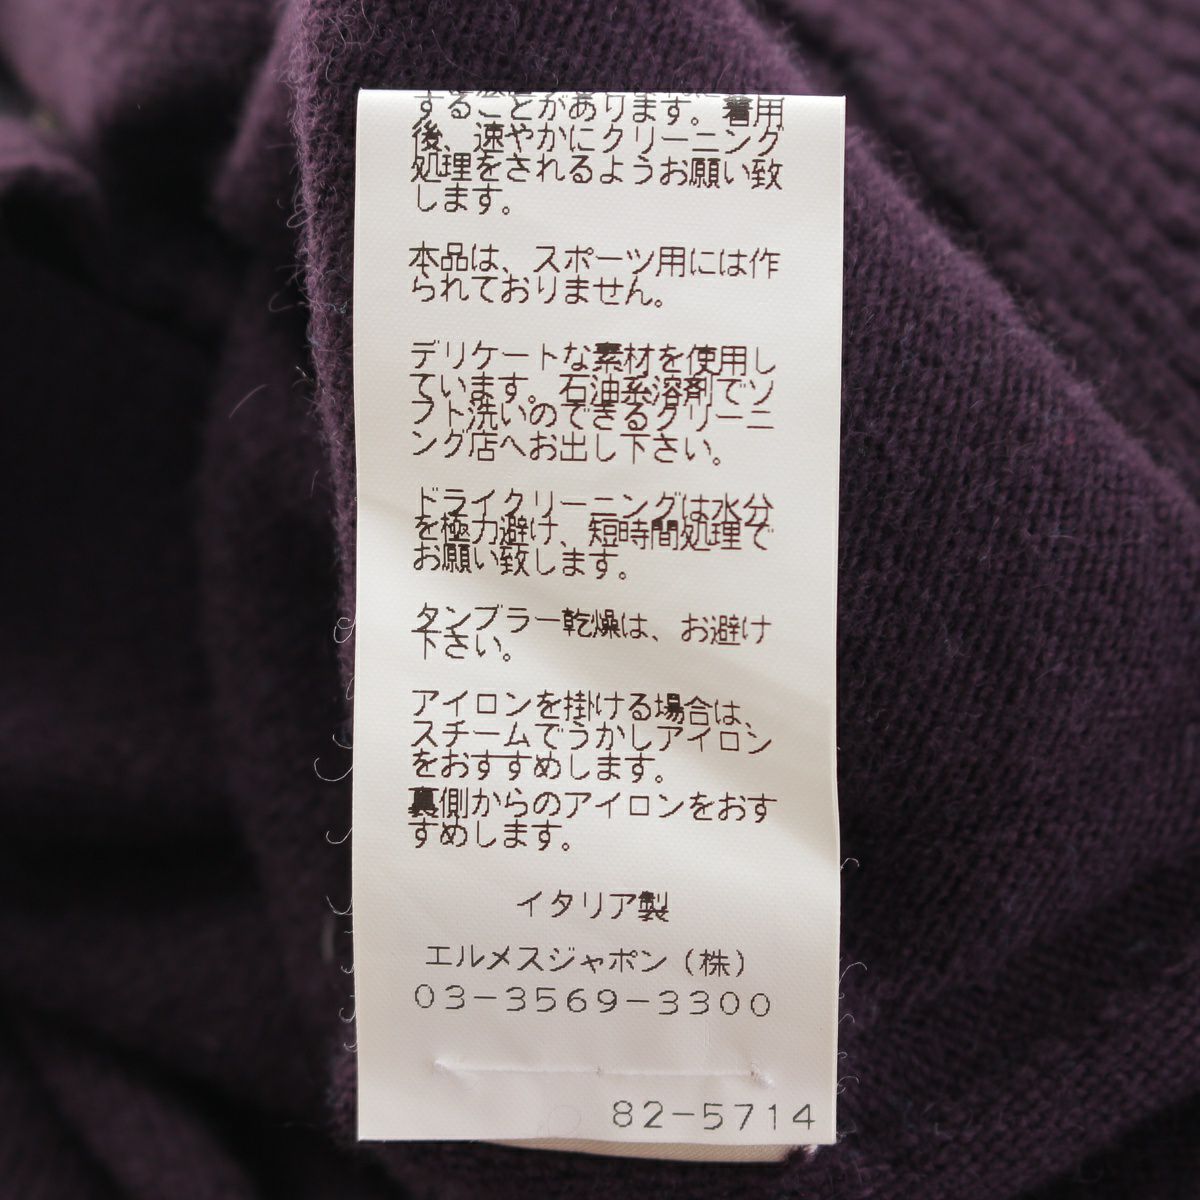 することがあります。着用
後、速やかにクリーニング
処理をされるようお願い致
します。
本品は、スポーツ用には作
られておりません。
デリケートな素材を使用し
ています。石油系溶剤でソ
フト洗いのできるクリーニ
ング店へお出し下さい。
ドライクリーニングは水分
を極力避け、短時間処理で
お願い致します。
タンブラー乾燥は、お避け
下さい。
アイロンを掛ける場合は、
スチームでうかしアイロン
をおすすめします。
裏側からのアイロンをおす
すめします。
イタリア製
エルメスジャポン(株)
03-3569-3300
82-5714